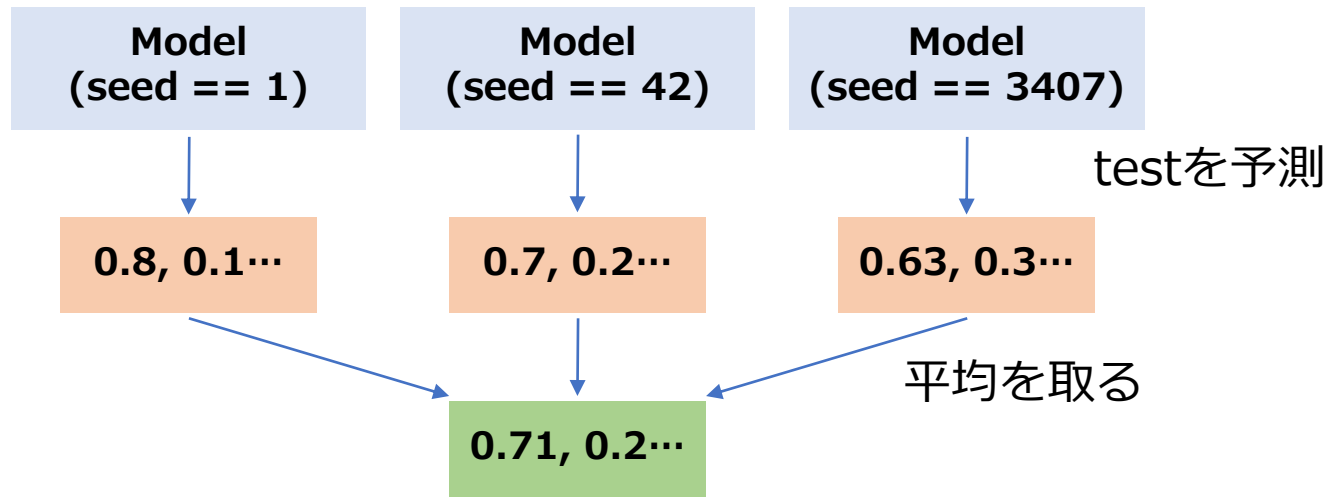 Model
(seed == 1)
Model
(seed == 42)
Model
(seed == 3407)
testを予測
0.8, 0.1…
0.7, 0.2…
0.63, 0.3…
平均を取る
0.71, 0.2…